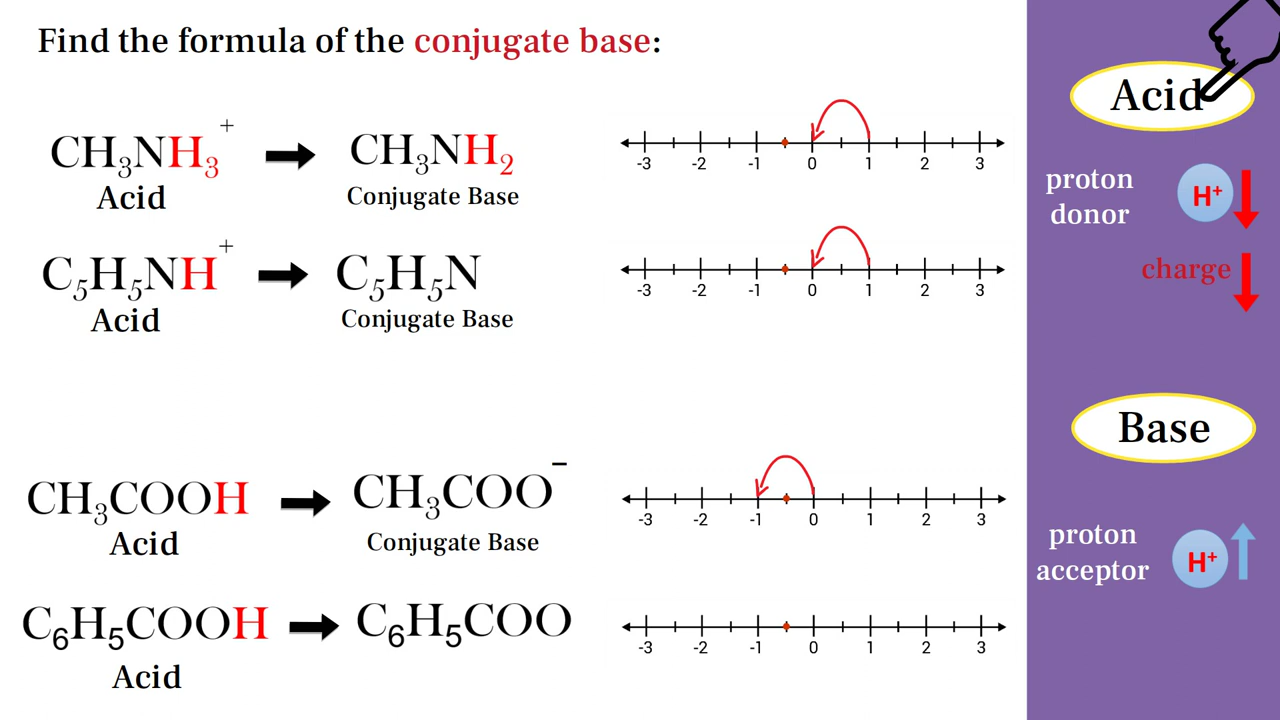 Find the formula of the conjugate base:
CH₃NH₃⁺ CH₃NH₂
Acid Conjugate Base
-3 -2 -1 0 1 2 3
C₅H₅NH⁺ C₅H₅N
Acid Conjugate Base
-3 -2 -1 0 1 2 3
CH₃COOH CH₃COO⁻
Acid Conjugate Base
-3 -2 -1 0 1 2 3
C₆H₅COOH C₆H₅COO
Acid
-3 -2 -1 0 1 2 3
Acid
proton
donor
H⁺
charge
Base
proton
acceptor
H⁺